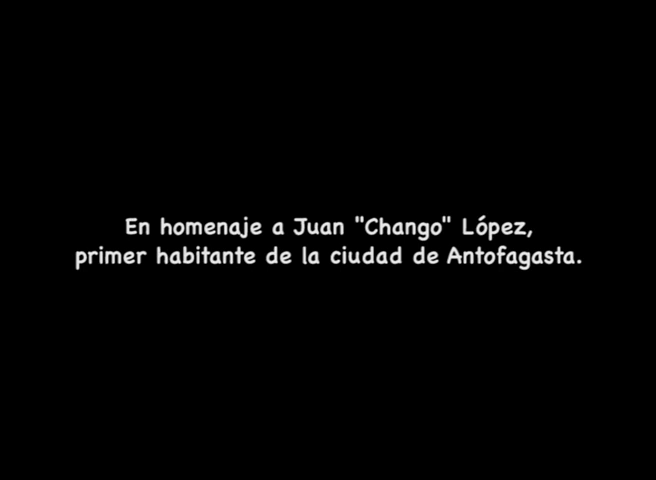 En homenaje a Juan "Chango" López,
primer habitante de la ciudad de Antofagasta.